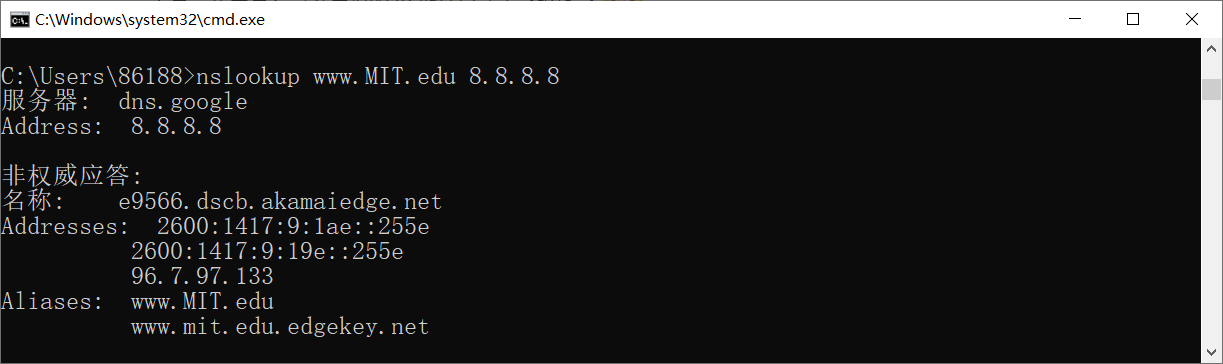 C:\Windows\system32\cmd.exe
C:\Users\86188>nslookup www.MIT.edu 8.8.8.8
服务器:  dns.google
Address:  8.8.8.8
非权威应答:
名称:    e9566.dscb.akamaiedge.net
Addresses:  2600:1417:9:1ae::255e
2600:1417:9:19e::255e
96.7.97.133
Aliases:  www.MIT.edu
www.mit.edu.edgekey.net